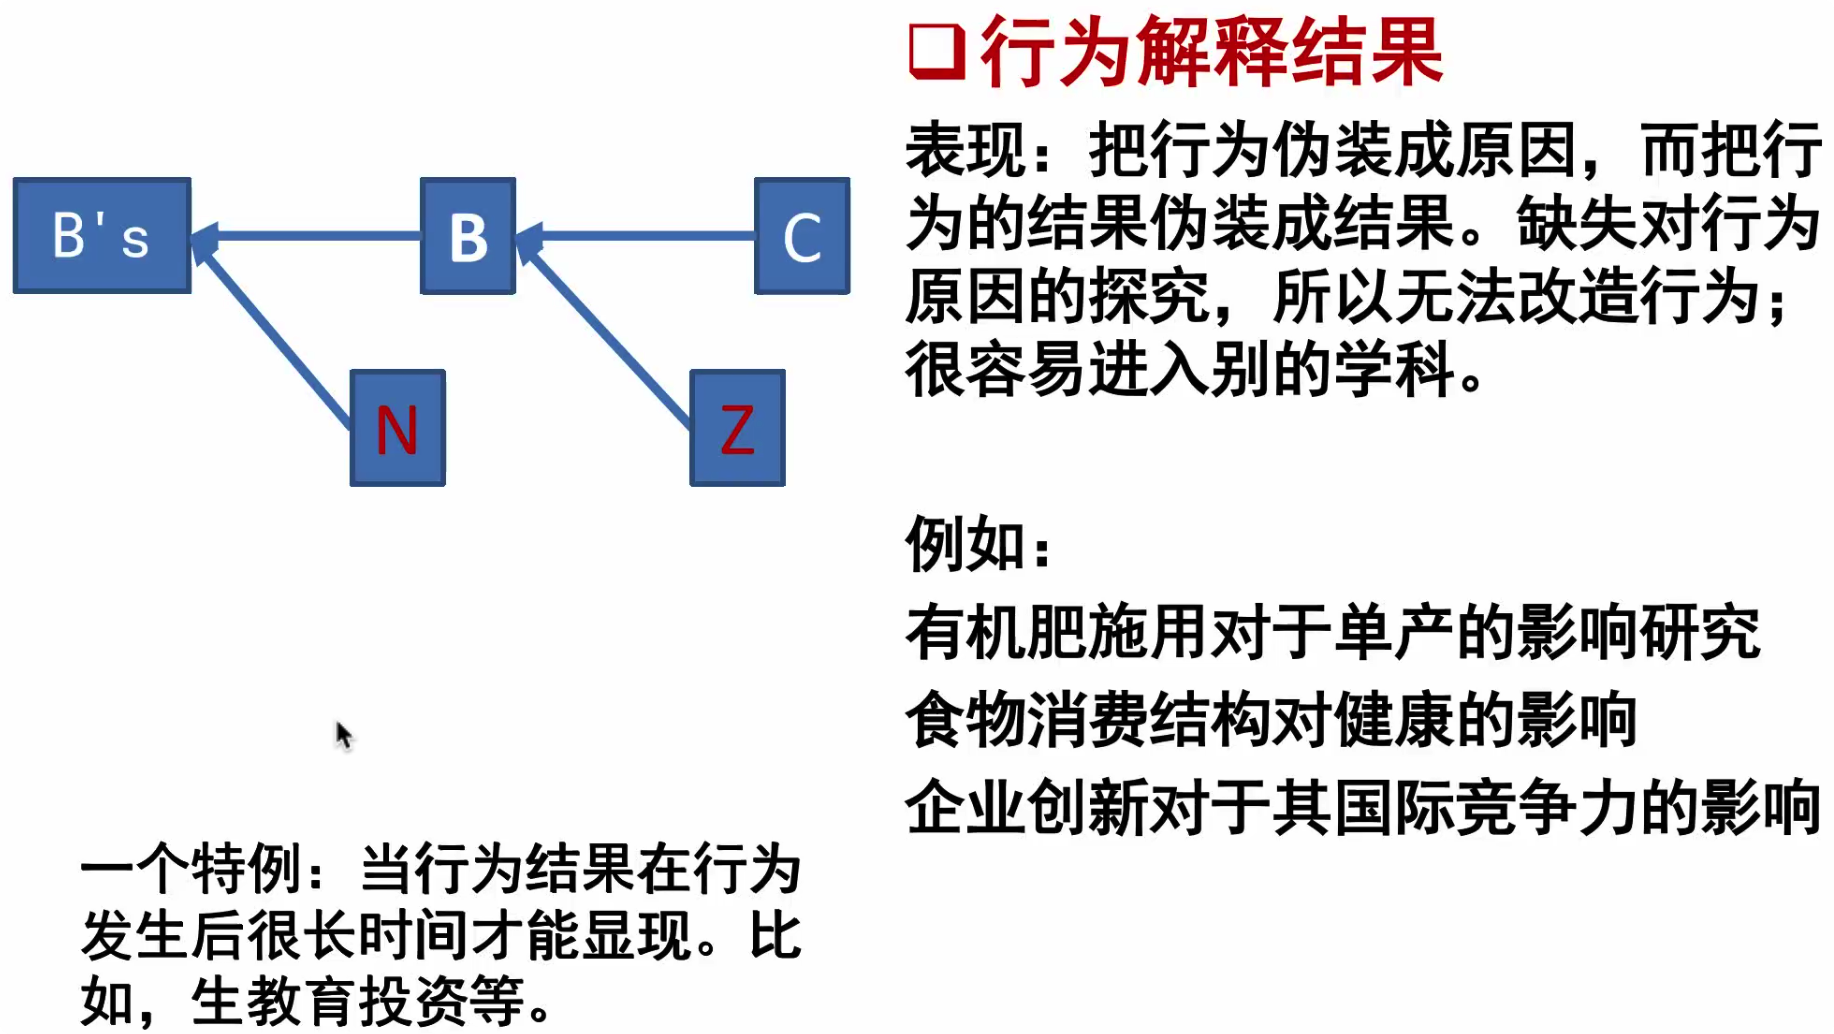 行为解释结果
表现：把行为伪装成原因，而把行
为的结果伪装成结果。缺失对行为
原因的探究，所以无法改造行为；
很容易进入别的学科。
B's
B
C
N
Z
例如：
有机肥施用对于单产的影响研究
食物消费结构对健康的影响
企业创新对于其国际竞争力的影响
一个特例：当行为结果在行为
发生后很长时间才能显现。比
如，生教育投资等。